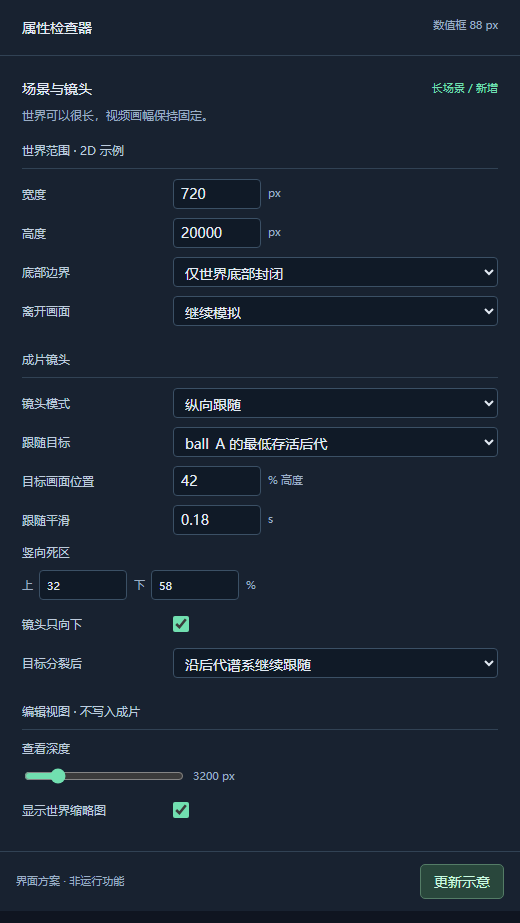 属性检查器 数值框 88 px
场景与镜头 长场景 / 新增
世界可以很长，视频画幅保持固定。
世界范围 · 2D 示例
宽度 720 px
高度 20000 px
底部边界 仅世界底部封闭
离开画面 继续模拟
成片镜头
镜头模式 纵向跟随
跟随目标 ball A 的最低存活后代
目标画面位置 42 % 高度
跟随平滑 0.18 s
竖向死区
上 32 下 58 %
镜头只向下
目标分裂后 沿后代谱系继续跟随
编辑视图 · 不写入成片
查看深度
3200 px
显示世界缩略图
界面方案 · 非运行功能 更新示意